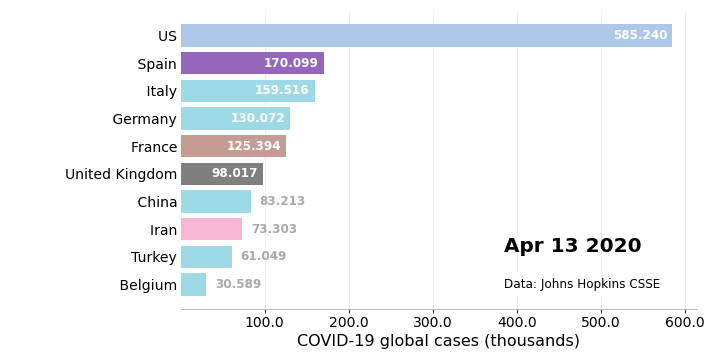 US 585.240
Spain 170.099
Italy 159.516
Germany 130.072
France 125.394
United Kingdom 98.017
China 83.213
Iran 73.303
Turkey 61.049
Belgium 30.589
Apr 13 2020
Data: Johns Hopkins CSSE
100.0 200.0 300.0 400.0 500.0 600.0
COVID-19 global cases (thousands)